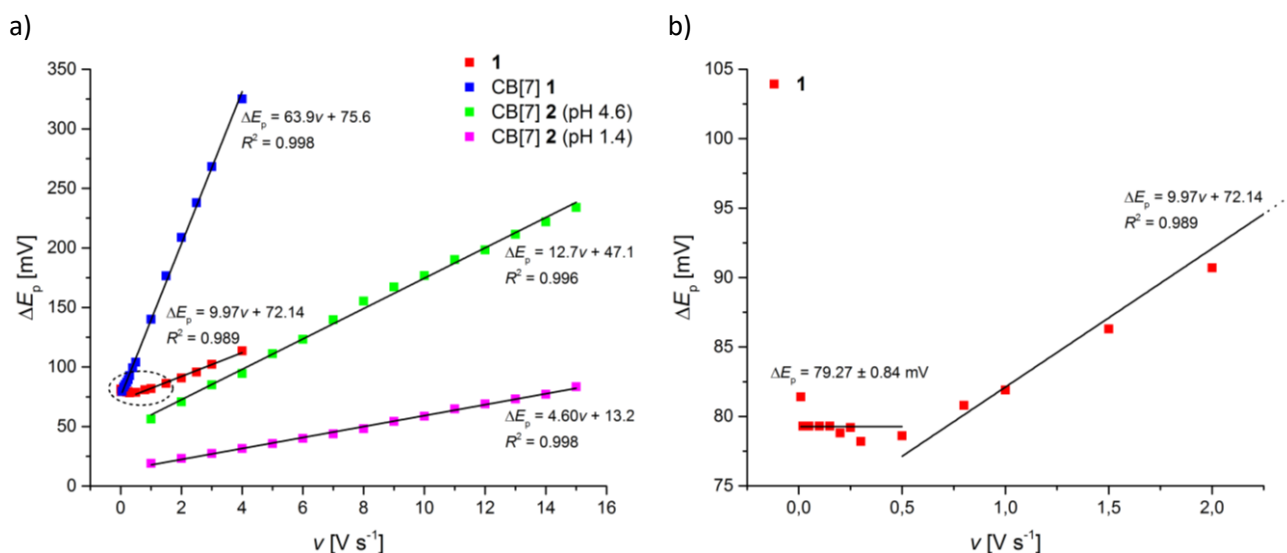 a)
350
300
250
200
150
100
50
0
ΔEp [mV]
0 2 4 6 8 10 12 14 16
v [V s-1]
1
CB[7] 1
CB[7] 2 (pH 4.6)
CB[7] 2 (pH 1.4)
ΔEp = 63.9v + 75.6
R2 = 0.998
ΔEp = 9.97v + 72.14
R2 = 0.989
ΔEp = 12.7v + 47.1
R2 = 0.996
ΔEp = 4.60v + 13.2
R2 = 0.998
b)
105
100
95
90
85
80
75
70
65
ΔEp [mV]
0,0 0,5 1,0 1,5 2,0
v [V s-1]
1
ΔEp = 9.97v + 72.14
R2 = 0.989
ΔEp = 79.27 ± 0.84 mV